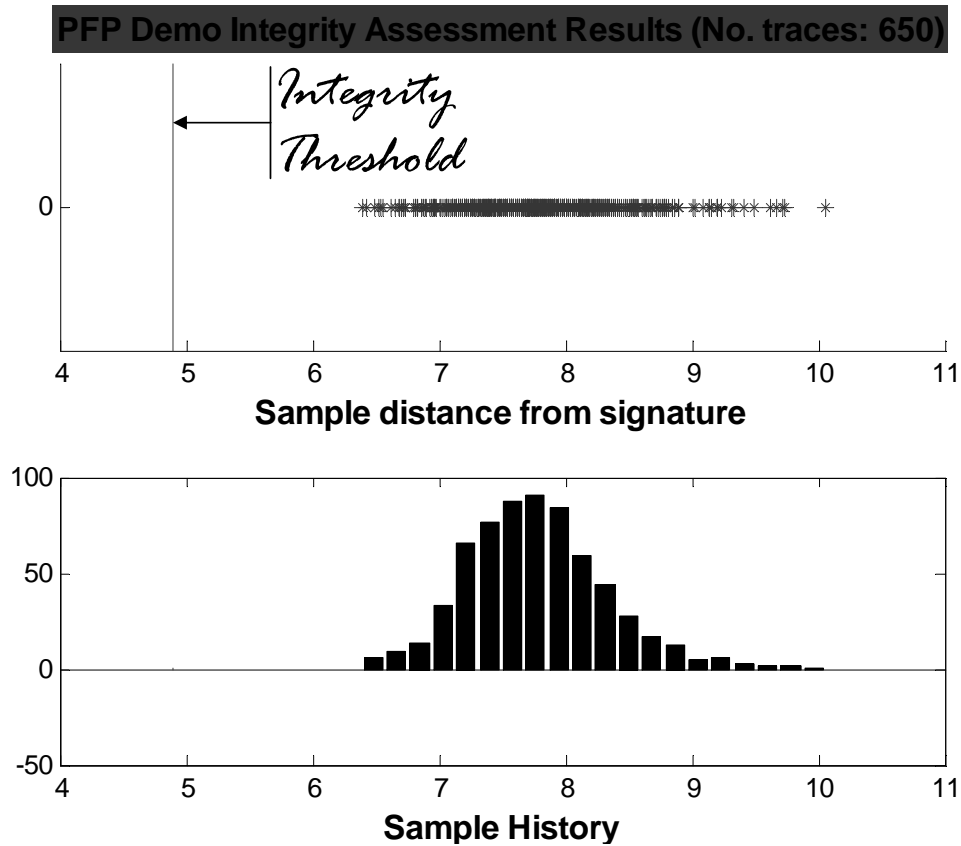 PFP Demo Integrity Assessment Results (No. traces: 650)
Integrity
Threshold
0
4 5 6 7 8 9 10 11
Sample distance from signature
100
50
0
-50
4 5 6 7 8 9 10 11
Sample History